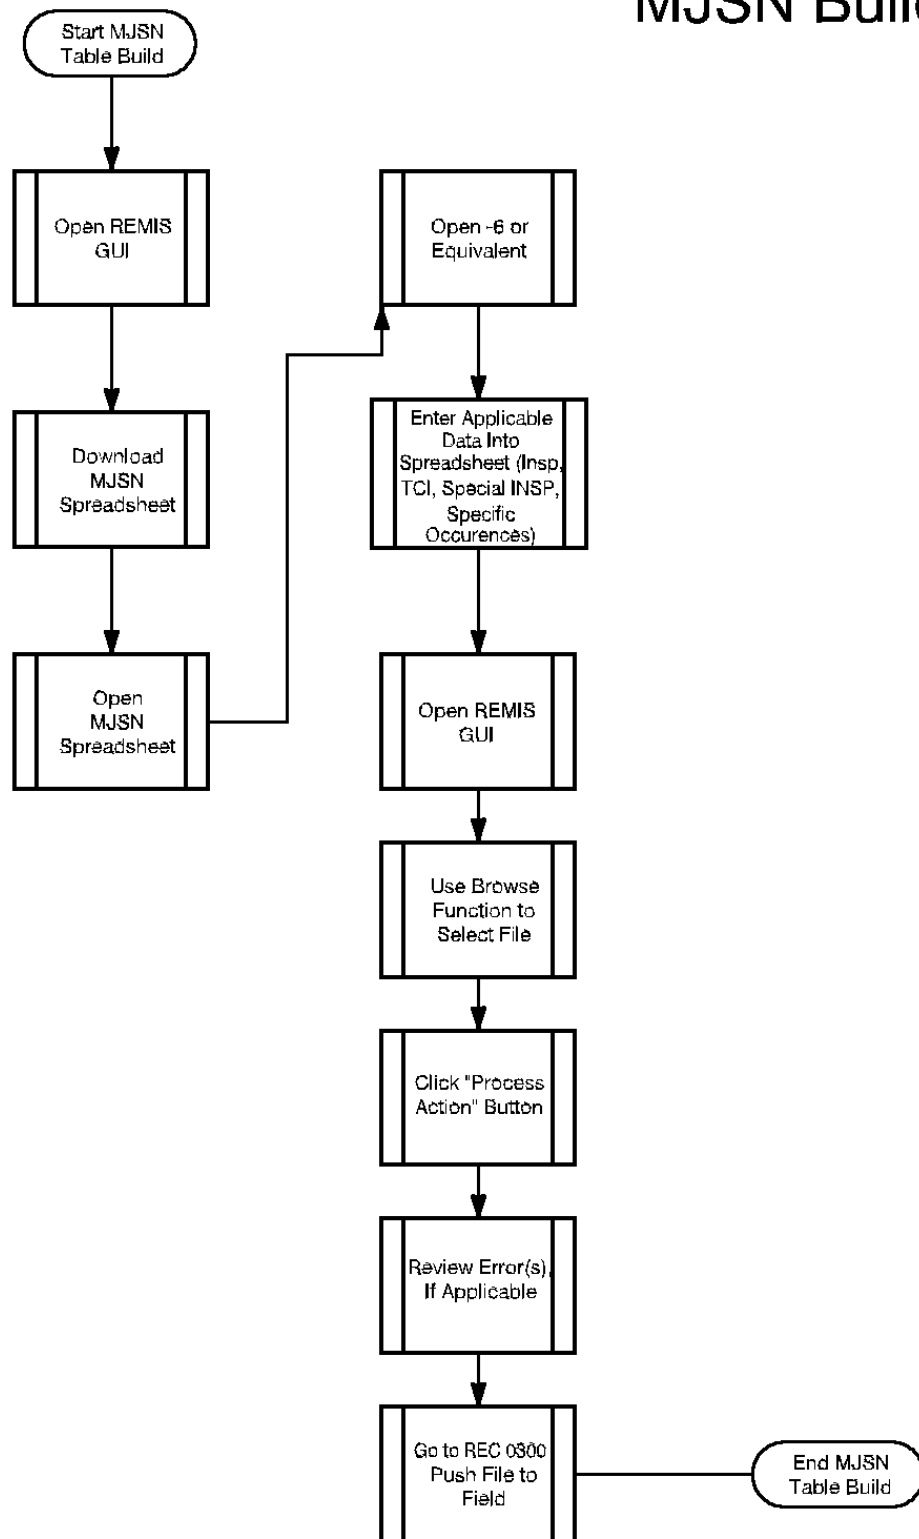 MJSN Build
Start MJSN
Table Build
Open REMIS
GUI
Download
MJSN
Spreadsheet
Open
MJSN
Spreadsheet
Open -6 or
Equivalent
Enter Applicable
Data Into
Spreadsheet (Insp,
TCI, Special INSP,
Specific
Occurences)
Open REMIS
GUI
Use Browse
Function to
Select File
Click "Process
Action" Button
Review Error(s),
If Applicable
Go to REC 0300
Push File to
Field
End MJSN
Table Build